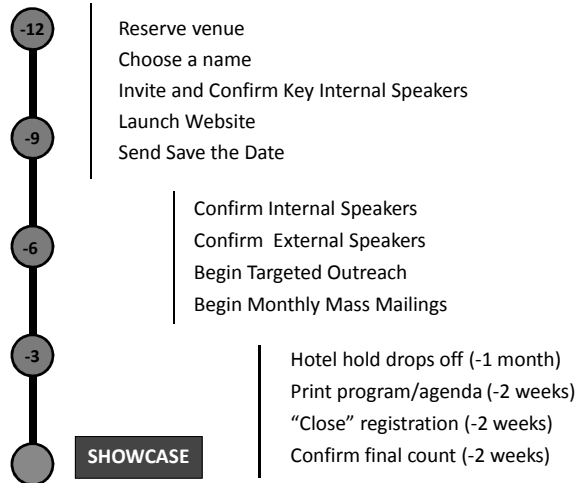 -12
Reserve venue
Choose a name
Invite and Confirm Key Internal Speakers
Launch Website
-9
Send Save the Date
Confirm Internal Speakers
Confirm  External Speakers
-6
Begin Targeted Outreach
Begin Monthly Mass Mailings
-3
Hotel hold drops off (-1 month)
Print program/agenda (-2 weeks)
“Close” registration (-2 weeks)
Confirm final count (-2 weeks)
SHOWCASE